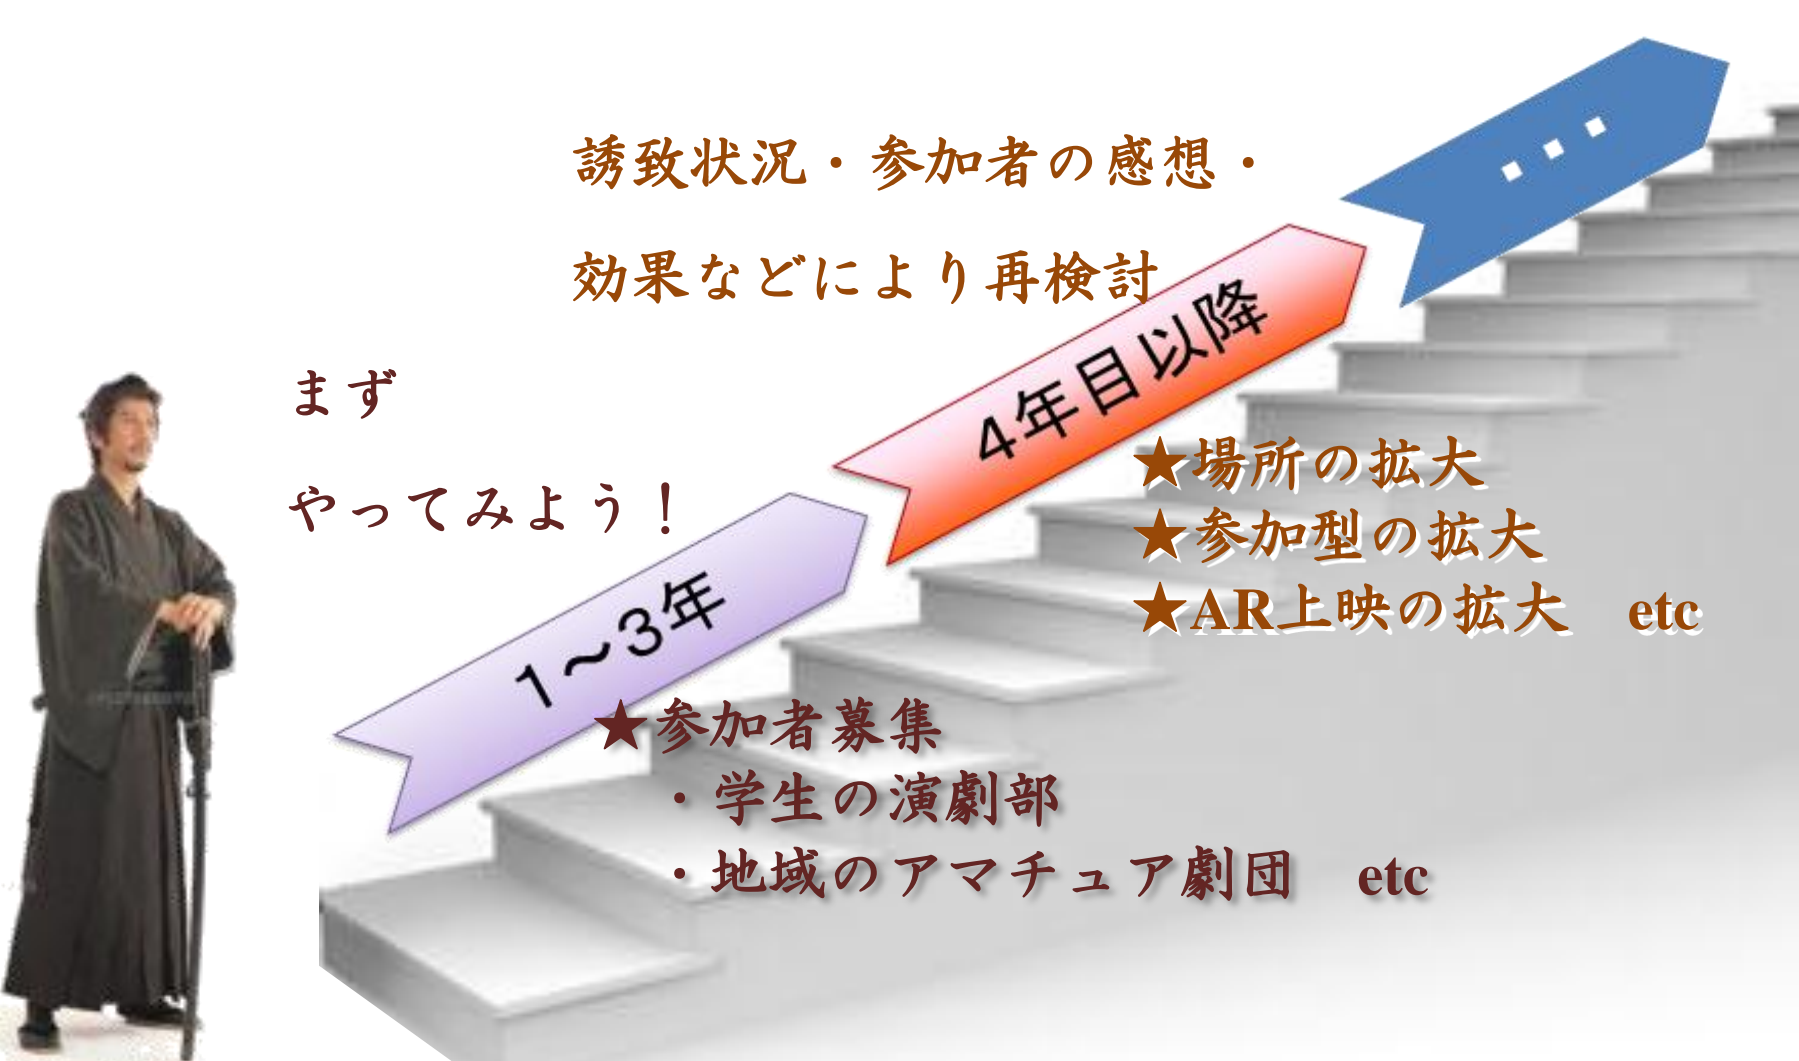 ・・・
誘致状況・参加者の感想・
効果などにより再検討
4年目以降
まず
やってみよう！
★場所の拡大
★参加型の拡大
★AR上映の拡大　etc
1～3年
★参加者募集
・学生の演劇部
・地域のアマチュア劇団　etc